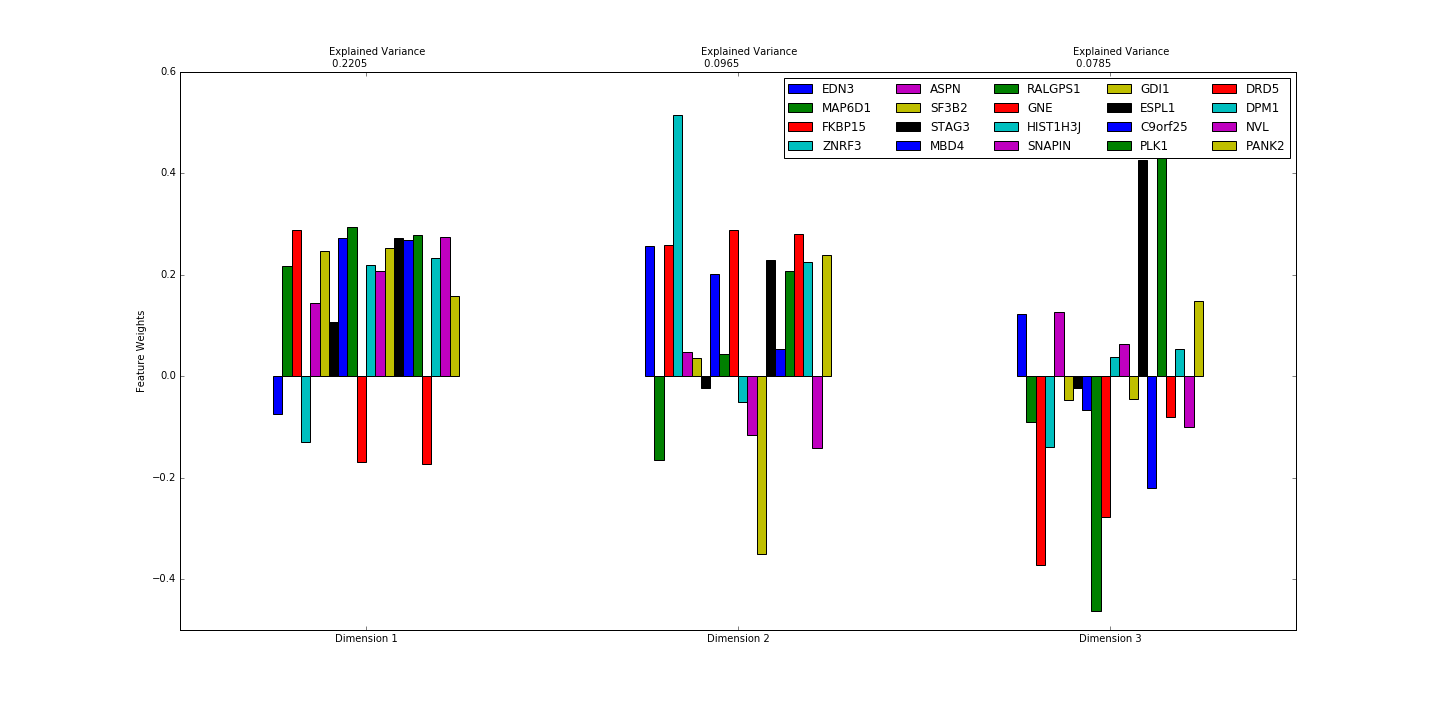 Explained Variance
0.2205
Explained Variance
0.0965
Explained Variance
0.0785
0.6
0.4
0.2
0.0
−0.2
−0.4
Feature Weights
EDN3 ASPN RALGPS1 GDI1 DRD5
MAP6D1 SF3B2 GNE ESPL1 DPM1
FKBP15 STAG3 HIST1H3J C9orf25 NVL
ZNRF3 MBD4 SNAPIN PLK1 PANK2
Dimension 1 Dimension 2 Dimension 3